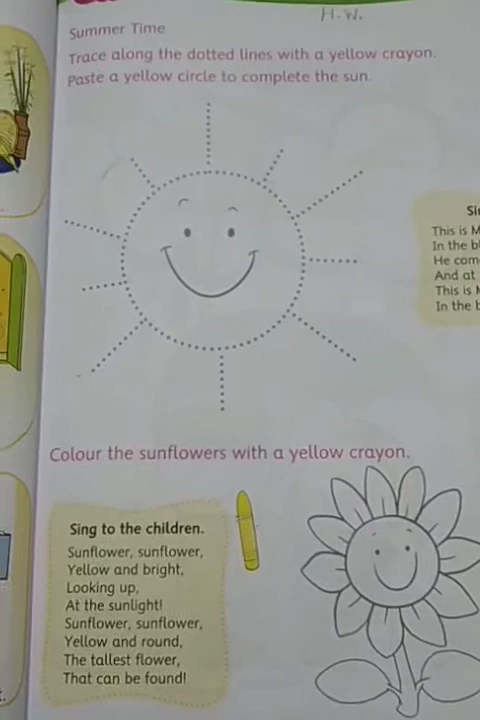 H.W.
Summer Time
Trace along the dotted lines with a yellow crayon.
Paste a yellow circle to complete the sun.
This is
In the
He com
And at
This is
In the
Colour the sunflowers with a yellow crayon.
Sing to the children.
Sunflower, sunflower,
Yellow and bright,
Looking up,
At the sunlight!
Sunflower, sunflower,
Yellow and round,
The tallest flower,
That can be found!